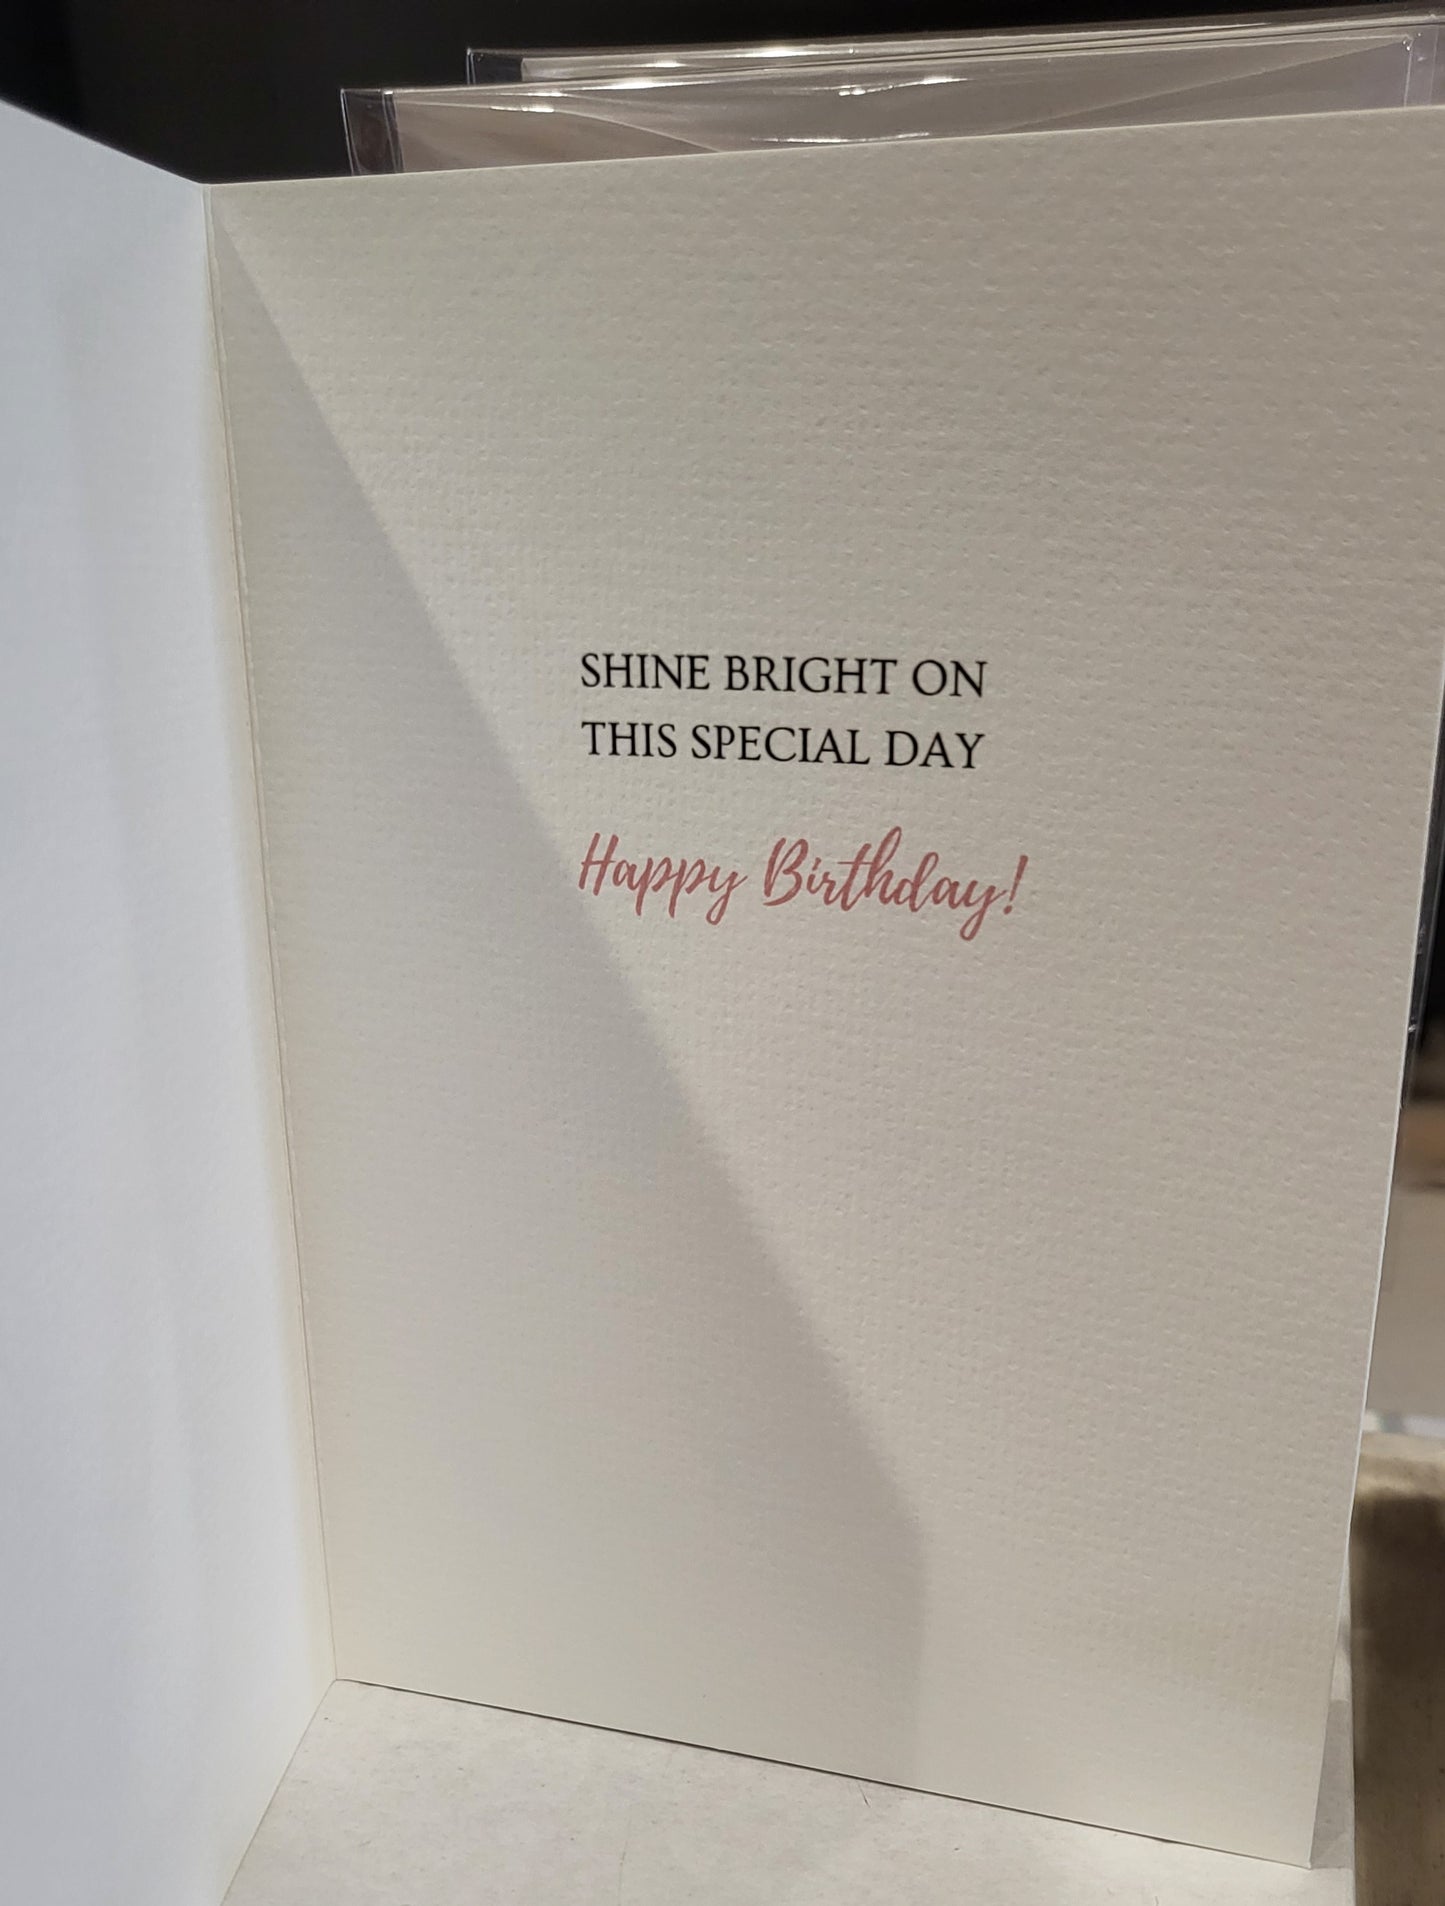 SHINE BRIGHT ON
THIS SPECIAL DAY
Happy Birthday!